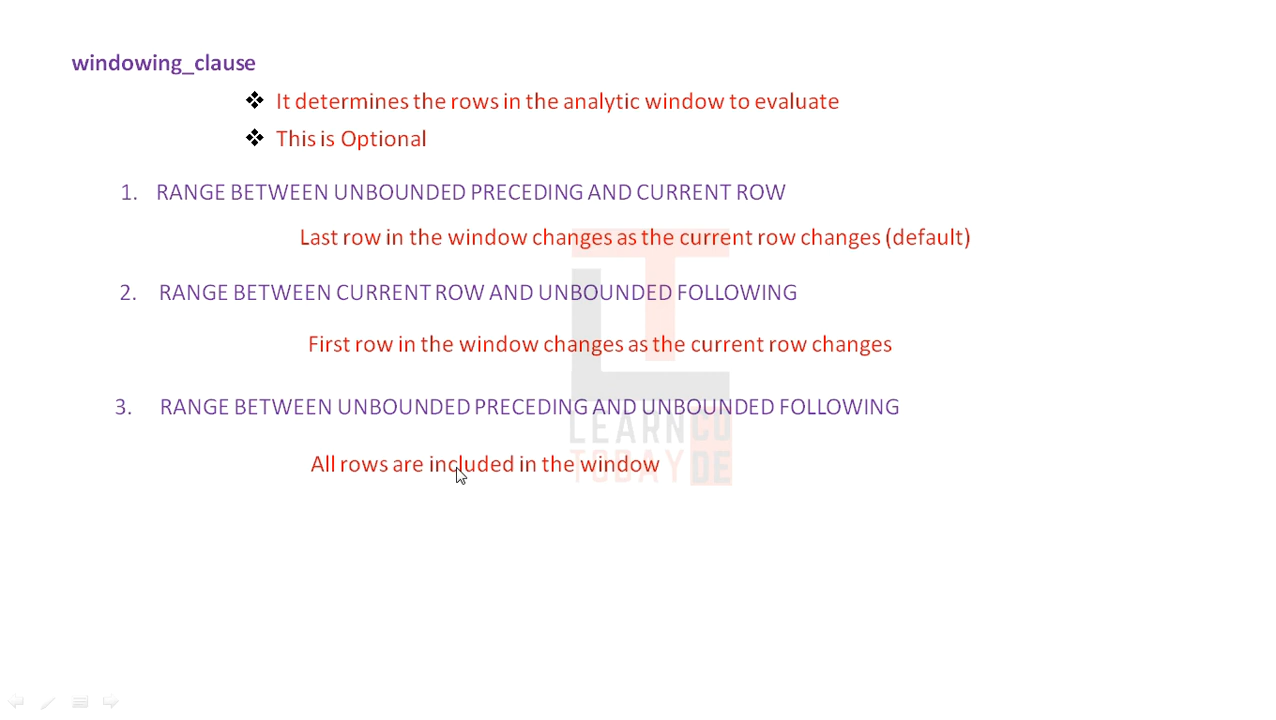 windowing_clause
❖ It determines the rows in the analytic window to evaluate
❖ This is Optional
1. RANGE BETWEEN UNBOUNDED PRECEDING AND CURRENT ROW
Last row in the window changes as the current row changes (default)
2. RANGE BETWEEN CURRENT ROW AND UNBOUNDED FOLLOWING
First row in the window changes as the current row changes
3. RANGE BETWEEN UNBOUNDED PRECEDING AND UNBOUNDED FOLLOWING
LEARNCO
All rows are included in the window
TODAYDE